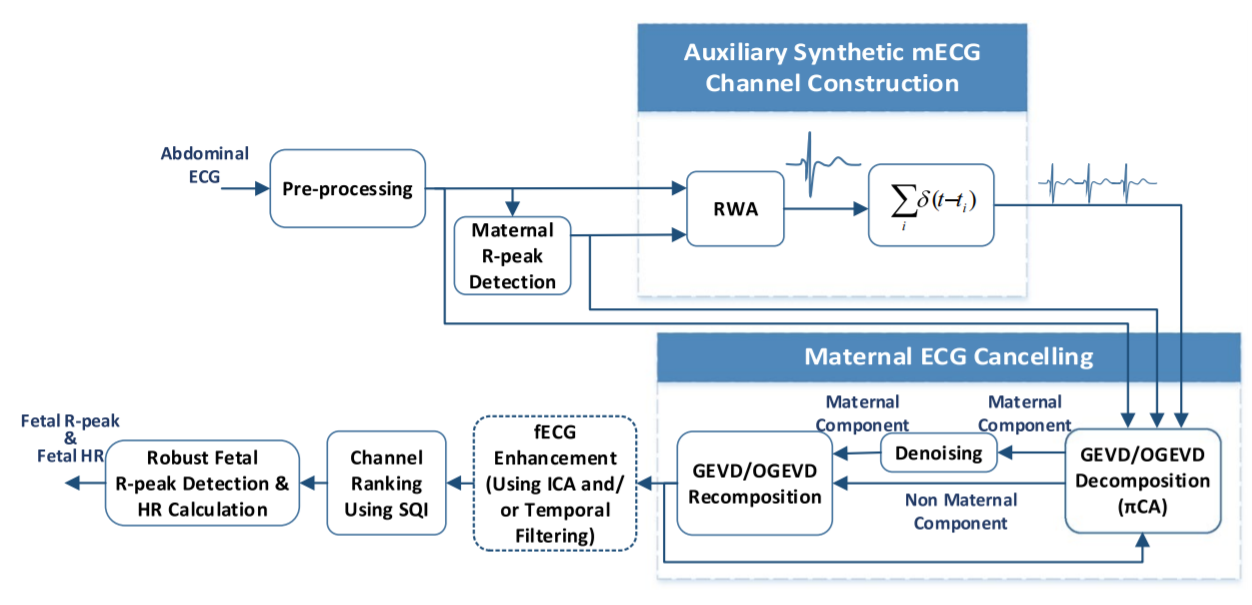 Auxiliary Synthetic mECG
Channel Construction
Abdominal
ECG
Pre-processing
Maternal
R-peak
Detection
RWA
∑δ(t−tᵢ)
i
Maternal ECG Cancelling
Maternal
Component
Maternal
Component
Denoising
GEVD/OGEVD
Decomposition
(πCA)
GEVD/OGEVD
Recomposition
Non Maternal
Component
fECG
Enhancement
(Using ICA and/
or Temporal
Filtering)
Channel
Ranking
Using SQI
Robust Fetal
R-peak Detection &
HR Calculation
Fetal R-peak
&
Fetal HR